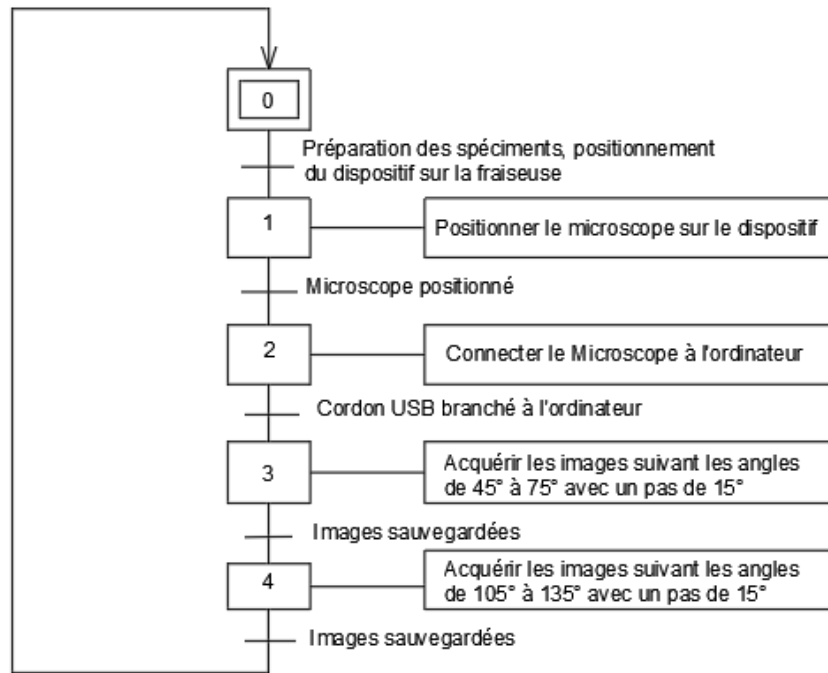 0
Préparation des spéciments, positionnement
du dispositif sur la fraiseuse
1
Positionner le microscope sur le dispositif
Microscope positionné
2
Connecter le Microscope à l'ordinateur
Cordon USB branché à l'ordinateur
3
Acquérir les images suivant les angles
de 45° à 75° avec un pas de 15°
Images sauvegardées
4
Acquérir les images suivant les angles
de 105° à 135° avec un pas de 15°
Images sauvegardées